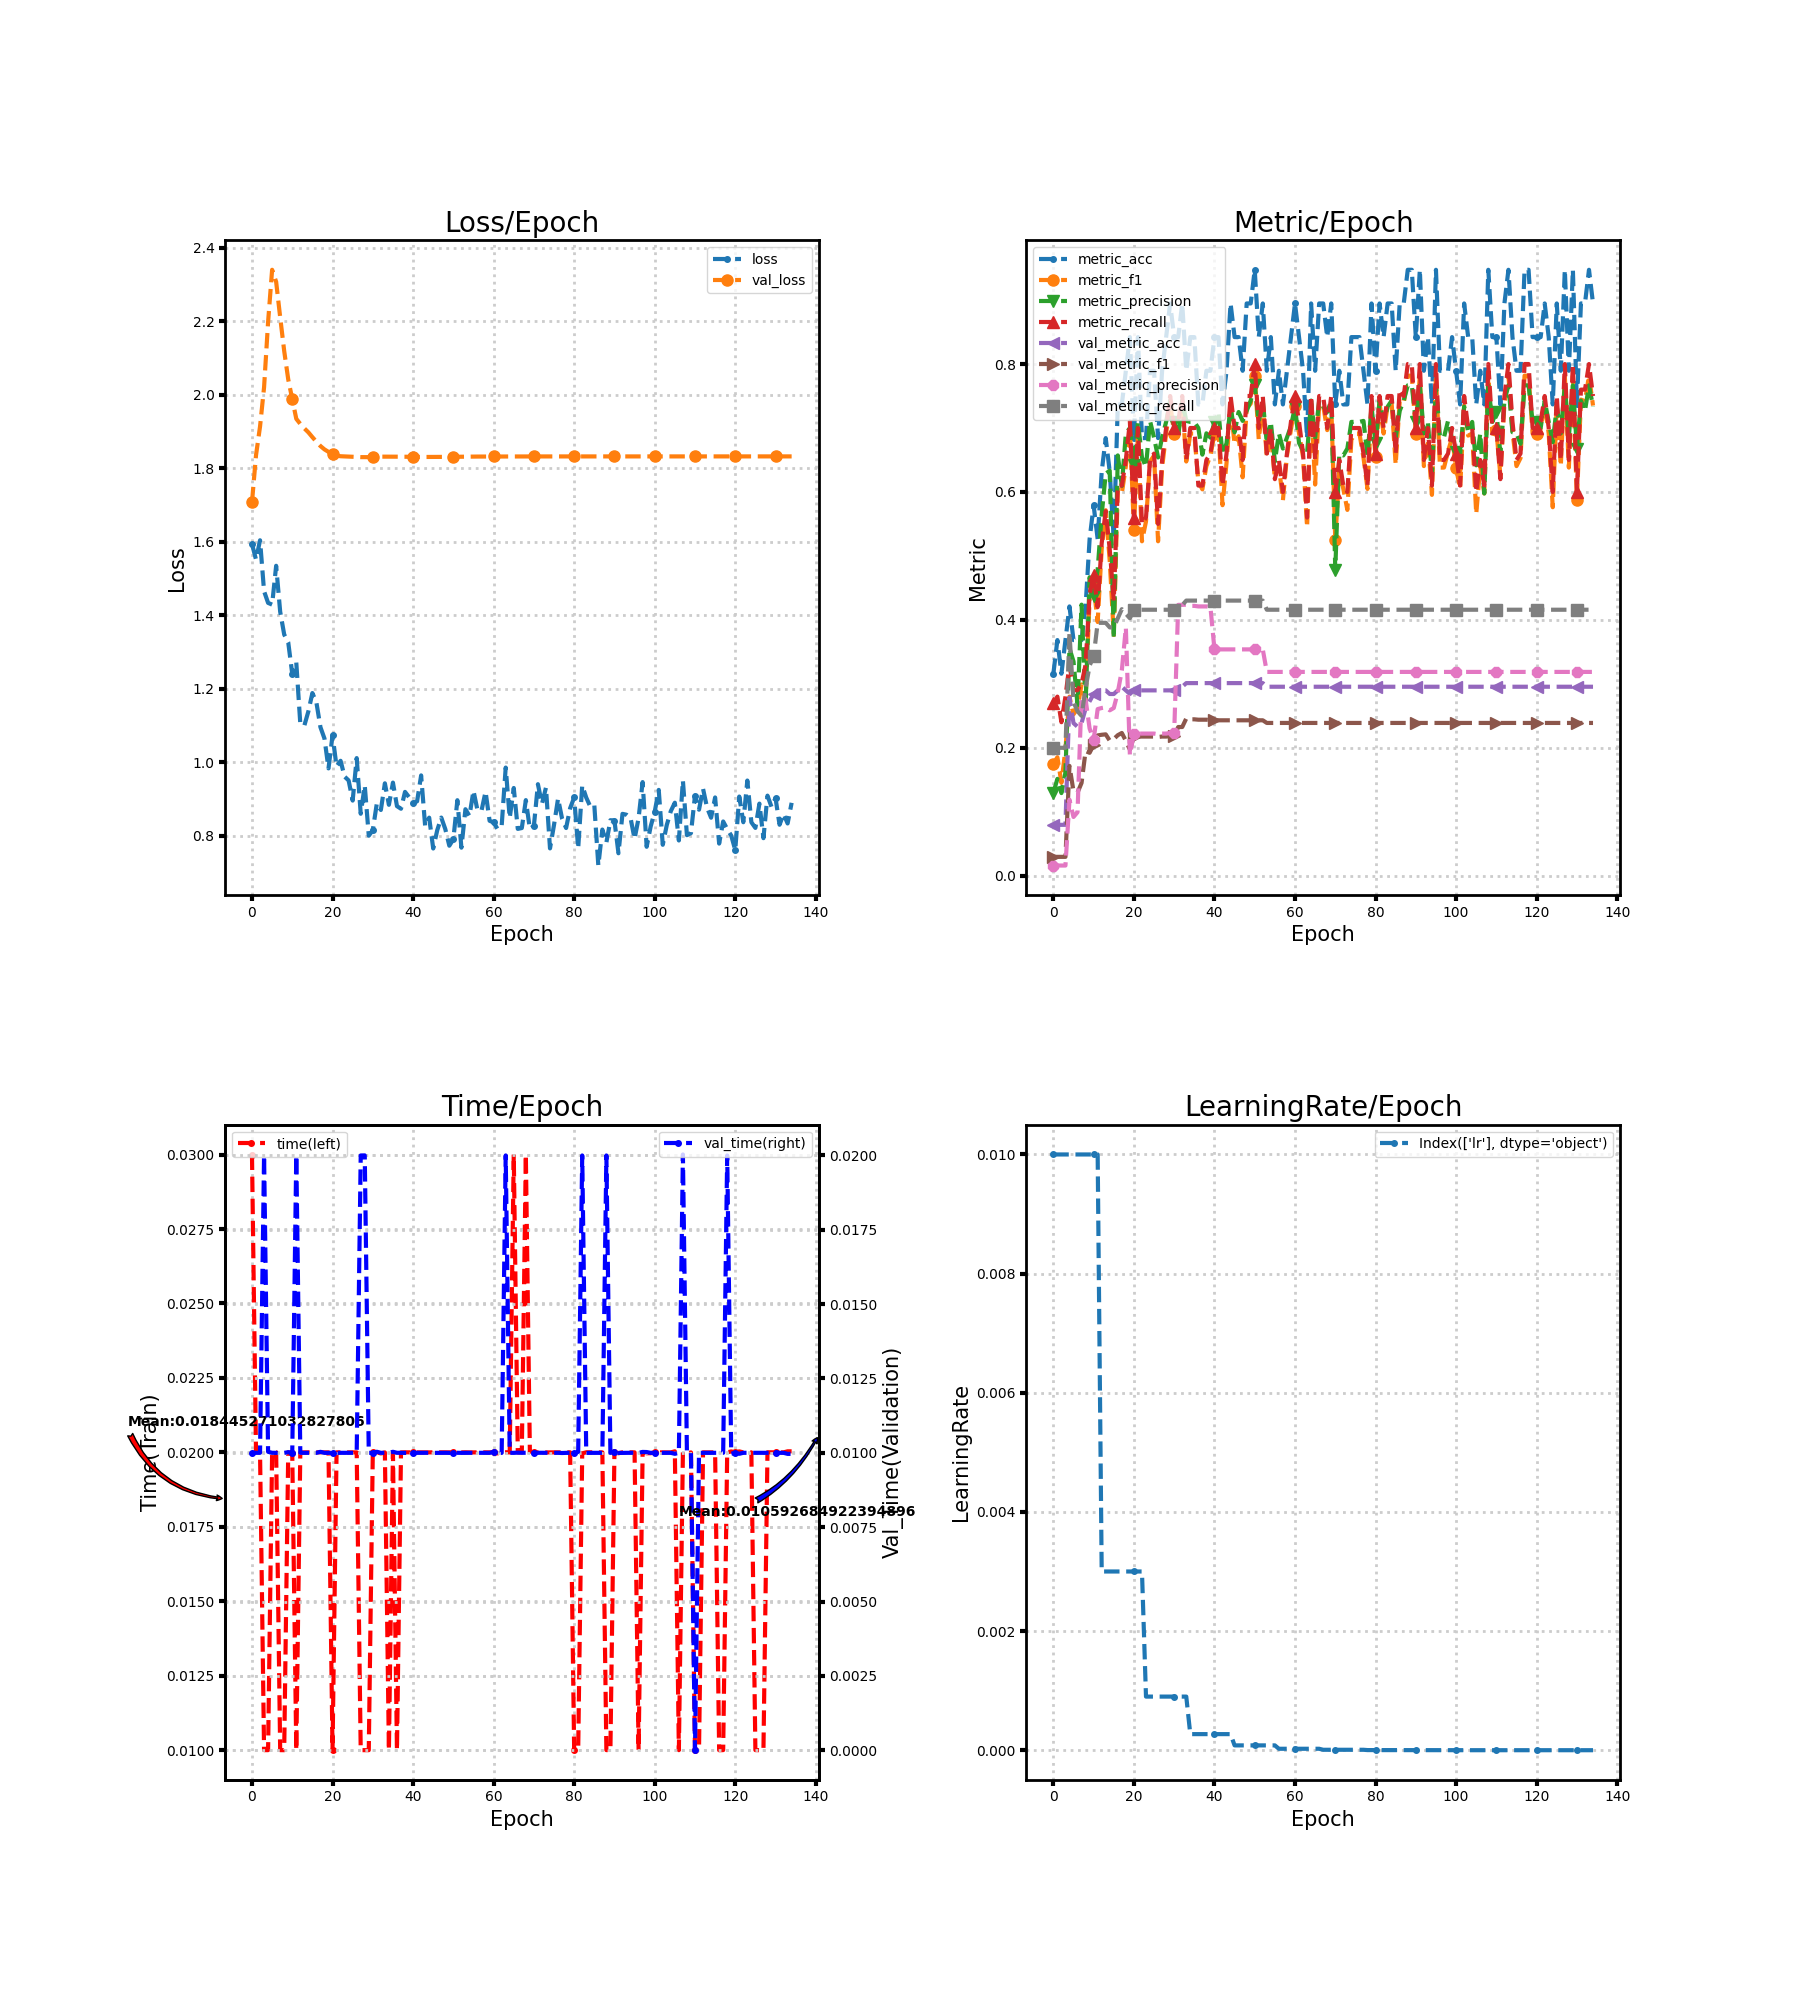 Loss/Epoch
2.4
2.2
2.0
1.8
1.6
1.4
1.2
1.0
0.8
Loss
loss
val_loss
0 20 40 60 80 100 120 140
Epoch
Metric/Epoch
0.8
0.6
0.4
0.2
0.0
Metric
metric_acc
metric_f1
metric_precision
metric_recall
val_metric_acc
val_metric_f1
val_metric_precision
val_metric_recall
0 20 40 60 80 100 120 140
Epoch
Time/Epoch
time(left)
val_time(right)
0.0300
0.0275
0.0250
0.0225
0.0200
0.0175
0.0150
0.0125
0.0100
Time(Train)
Mean:0.018445271032827806
Mean:0.010592684922394896
0.0200
0.0175
0.0150
0.0125
0.0100
0.0075
0.0050
0.0025
0.0000
Val_Time(Validation)
0 20 40 60 80 100 120 140
Epoch
LearningRate/Epoch
Index(['lr'], dtype='object')
0.010
0.008
0.006
0.004
0.002
0.000
LearningRate
0 20 40 60 80 100 120 140
Epoch